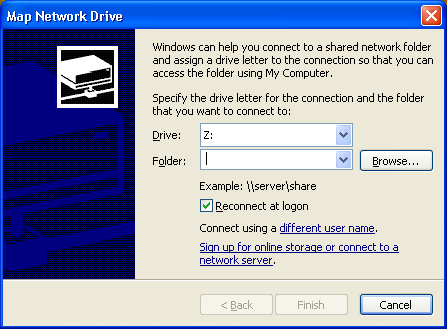 Map Network Drive
Windows can help you connect to a shared network folder
and assign a drive letter to the connection so that you can
access the folder using My Computer.
Specify the drive letter for the connection and the folder
that you want to connect to:
Drive: Z:
Folder: Browse...
Example: \\server\share
Reconnect at logon
Connect using a different user name.
Sign up for online storage or connect to a
network server.
< Back Finish Cancel